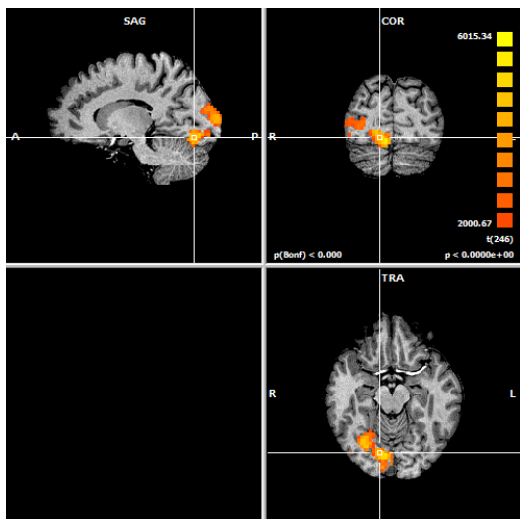 SAG
A
P
COR
6015.34
R
2000.67
t(246)
p(Bonf) < 0.000
p < 0.0000e+00
TRA
R
L